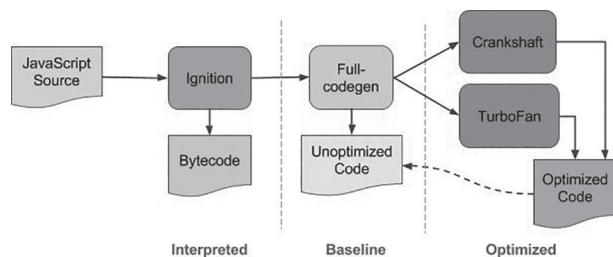 JavaScript
Source
Ignition
Full-
codegen
Crankshaft
TurboFan
Bytecode
Unoptimized
Code
Optimized
Code
Interpreted
Baseline
Optimized